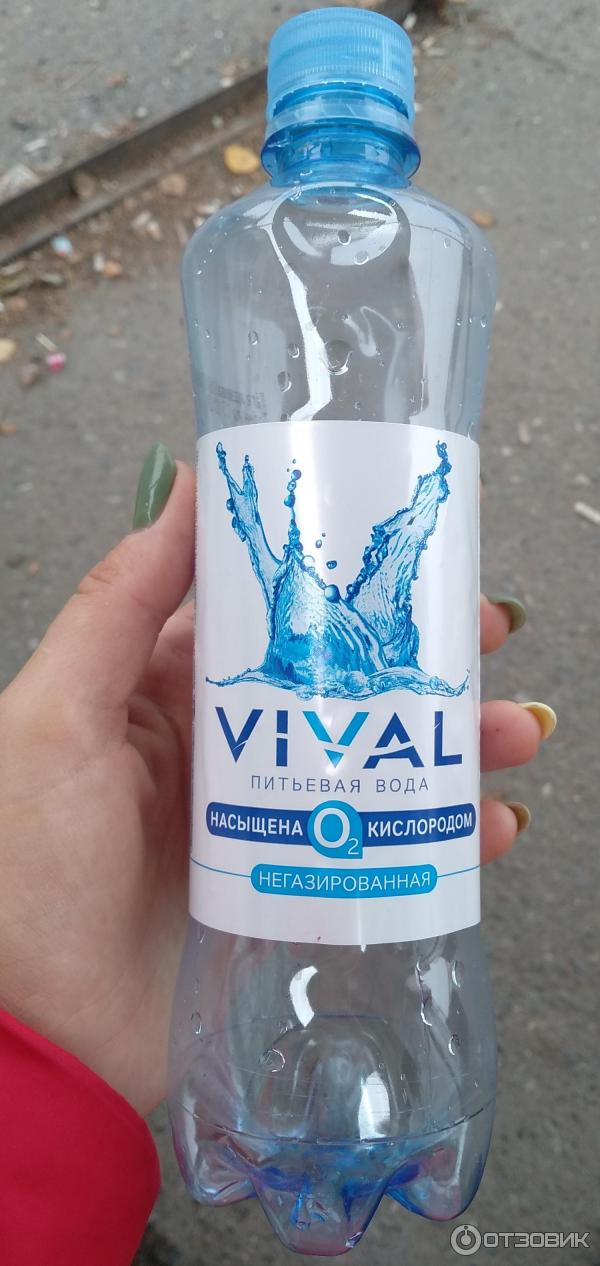 VIVAL
ПИТЬЕВАЯ ВОДА
НАСЫЩЕНА O2 КИСЛОРОДОМ
НЕГАЗИРОВАННАЯ
ОТЗОВИК